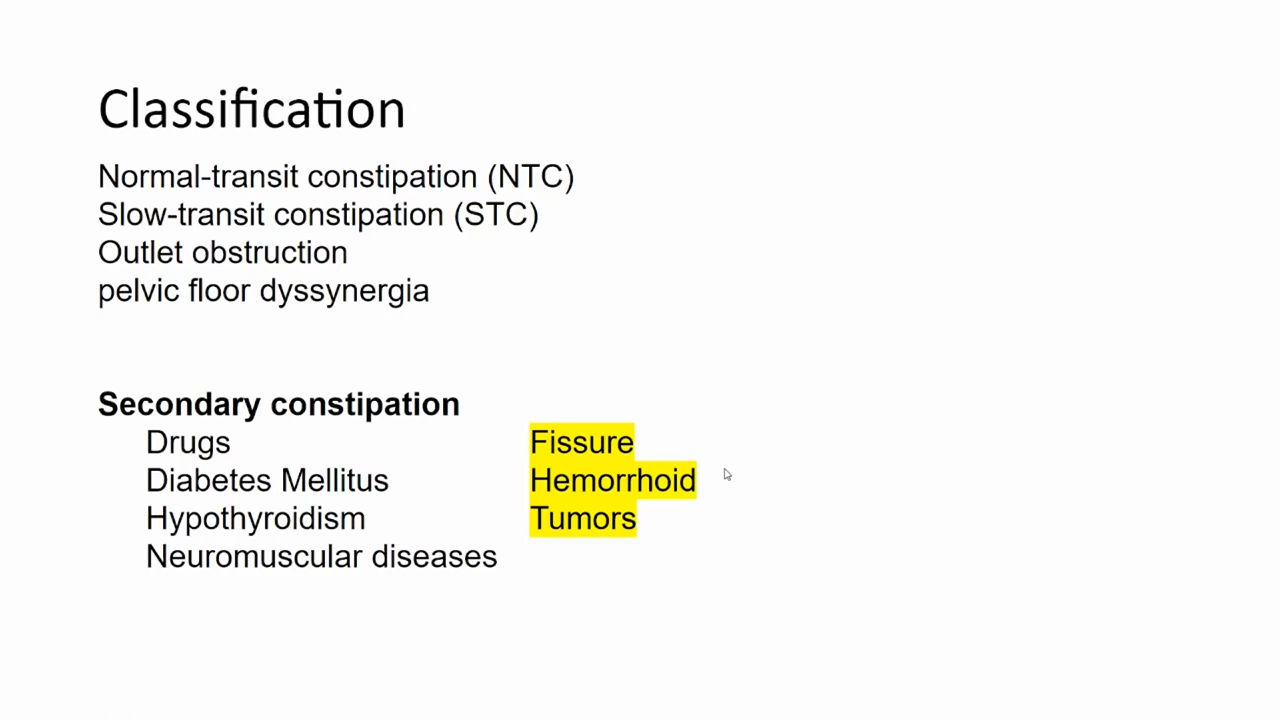 Classification
Normal-transit constipation (NTC)
Slow-transit constipation (STC)
Outlet obstruction
pelvic floor dyssynergia
Secondary constipation
Drugs
Diabetes Mellitus
Hypothyroidism
Neuromuscular diseases
Fissure
Hemorrhoid
Tumors